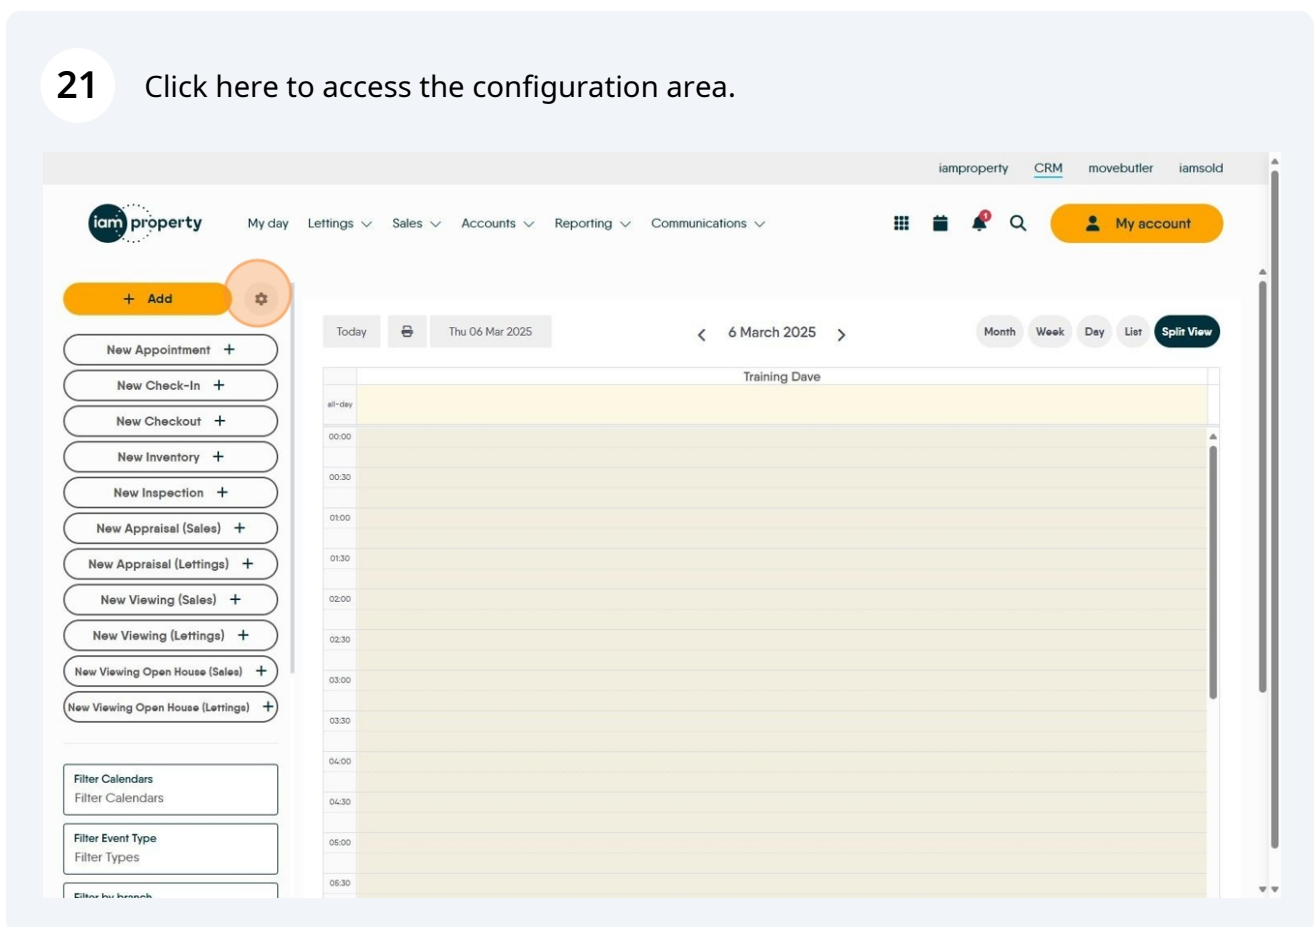 21 Click here to access the configuration area.
iamproperty CRM movebutler iamsold
iam property My day Lettings Sales Accounts Reporting Communications 1 My account
+ Add
Today Thu 06 Mar 2025 6 March 2025 Month Week Day List Split View
New Appointment +
New Check-In +
New Checkout +
New Inventory +
New Inspection +
New Appraisal (Sales) +
New Appraisal (Lettings) +
New Viewing (Sales) +
New Viewing (Lettings) +
New Viewing Open House (Sales) +
New Viewing Open House (Lettings) +
Filter Calendars
Filter Calendars
Filter Event Type
Filter Types
Filter by branch
Training Dave
all-day
00:00
00:30
01:00
01:30
02:00
02:30
03:00
03:30
04:00
04:30
05:00
05:30